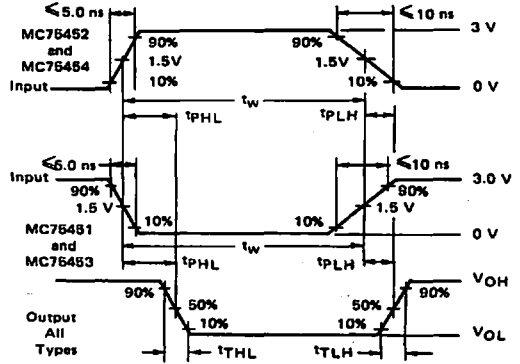 ≤5.0 ns
≤10 ns
MC75452
and
MC75454
90%
90%
3 V
1.5 V
1.5 V
10%
10%
Input
0 V
tw
tPHL
tPLH
≤5.0 ns
≤10 ns
Input
90%
90%
3.0 V
1.5 V
1.5 V
10%
10%
0 V
MC75451
and
MC75453
tw
tPHL
tPLH
90%
90%
VOH
50%
50%
Output
All
Types
10%
10%
VOL
tTHL
tTLH